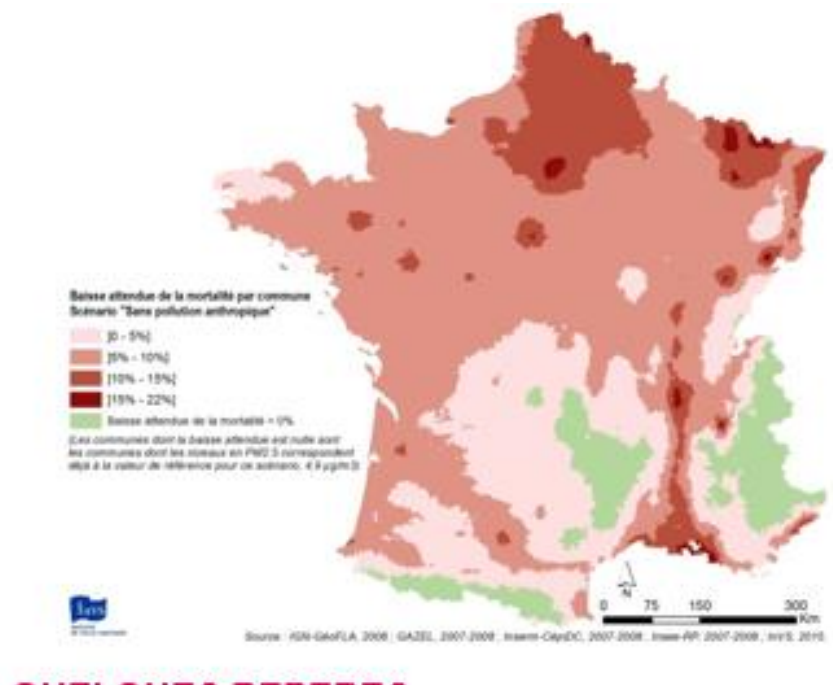 Baisse attendue de la mortalité par commune
Scénario "Sans pollution anthropique"
]0 - 5%]
]5% - 10%]
]10% - 15%]
]15% - 22%]
Baisse attendue de la mortalité = 0%
(Les communes dont la baisse attendue est nulle sont
les communes dont les niveaux en PM2.5 correspondent
déjà à la valeur de référence pour ce scénario, 4.9 µg/m3)
N
0 75 150 300
Km
Source : IGN-GéoFLA, 2006 ; GAZEL, 2007-2008 ; Inserm-CépiDC, 2007-2008 ; Insee-RP, 2007-2008 ; InVS, 2015.